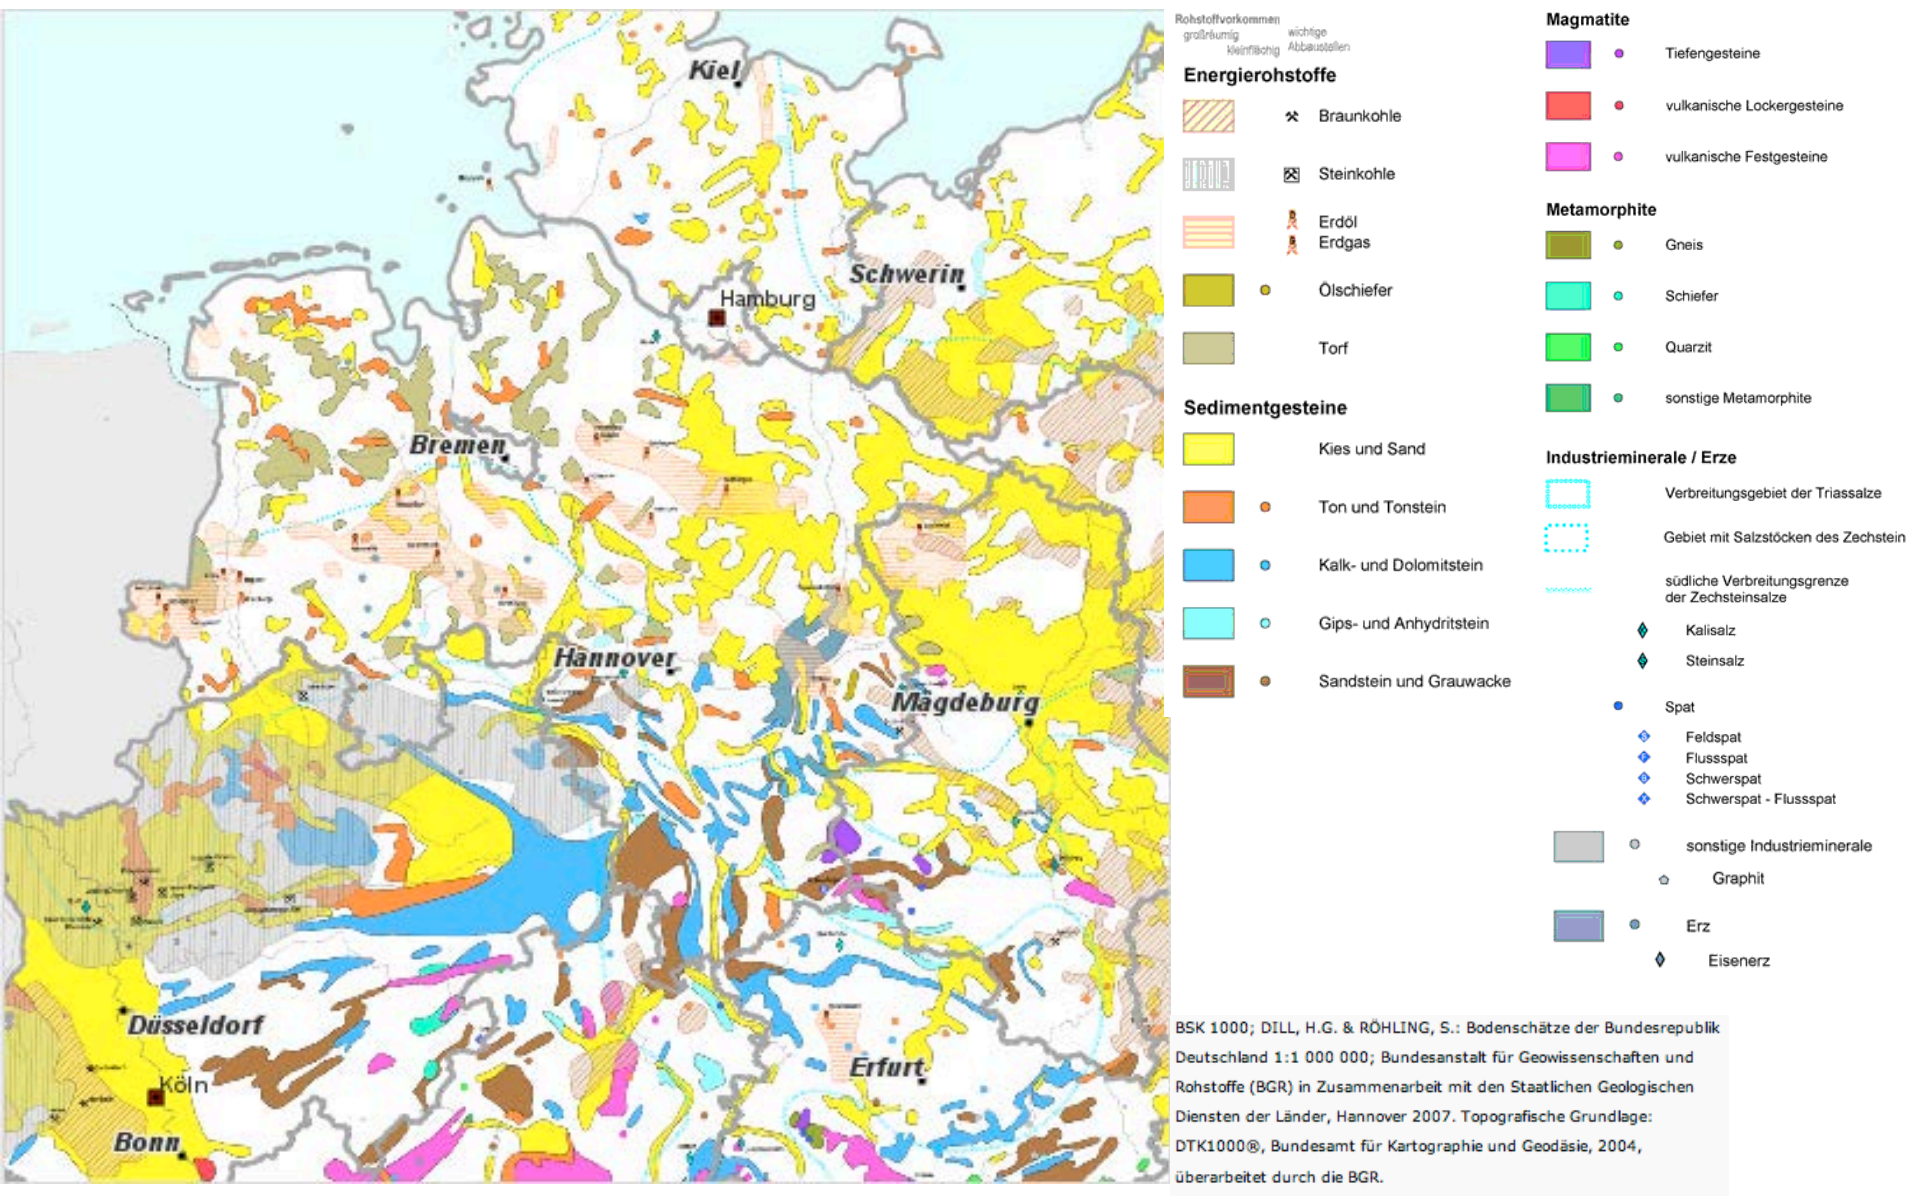 Kiel
Schwerin
Hamburg
Bremen
Hannover
Magdeburg
Düsseldorf
Köln
Erfurt
Bonn
Rohstoffvorkommen
großräumig
wichtige
kleinflächig
Abbaustellen
Energierohstoffe
Braunkohle
Steinkohle
Erdöl
Erdgas
Ölschiefer
Torf
Sedimentgesteine
Kies und Sand
Ton und Tonstein
Kalk- und Dolomitstein
Gips- und Anhydritstein
Sandstein und Grauwacke
Magmatite
Tiefengesteine
vulkanische Lockergesteine
vulkanische Festgesteine
Metamorphite
Gneis
Schiefer
Quarzit
sonstige Metamorphite
Industrieminerale / Erze
Verbreitungsgebiet der Triassalze
Gebiet mit Salzstöcken des Zechstein
südliche Verbreitungsgrenze
der Zechsteinsalze
Kalisalz
Steinsalz
Spat
Feldspat
Flussspat
Schwerspat
Schwerspat - Flussspat
sonstige Industrieminerale
Graphit
Erz
Eisenerz
BSK 1000; DILL, H.G. & RÖHLING, S.: Bodenschätze der Bundesrepublik
Deutschland 1:1 000 000; Bundesanstalt für Geowissenschaften und
Rohstoffe (BGR) in Zusammenarbeit mit den Staatlichen Geologischen
Diensten der Länder, Hannover 2007. Topografische Grundlage:
DTK1000®, Bundesamt für Kartographie und Geodäsie, 2004,
überarbeitet durch die BGR.